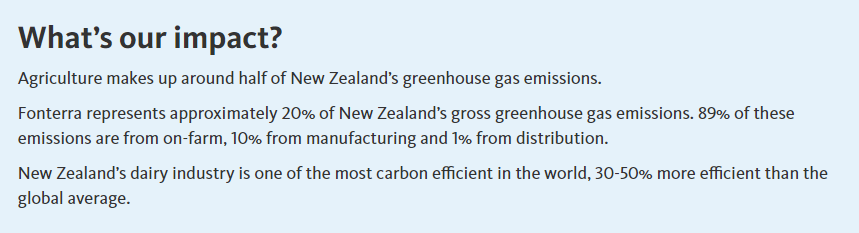 What's our impact?
Agriculture makes up around half of New Zealand's greenhouse gas emissions.
Fonterra represents approximately 20% of New Zealand's gross greenhouse gas emissions. 89% of these
emissions are from on-farm, 10% from manufacturing and 1% from distribution.
New Zealand's dairy industry is one of the most carbon efficient in the world, 30-50% more efficient than the
global average.